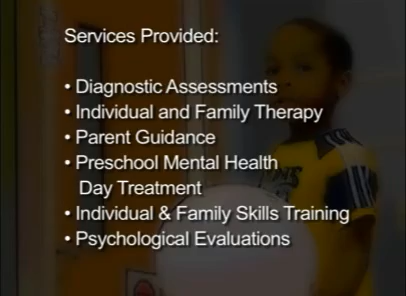 Services Provided:
• Diagnostic Assessments
• Individual and Family Therapy
• Parent Guidance
• Preschool Mental Health
Day Treatment
• Individual & Family Skills Training
• Psychological Evaluations